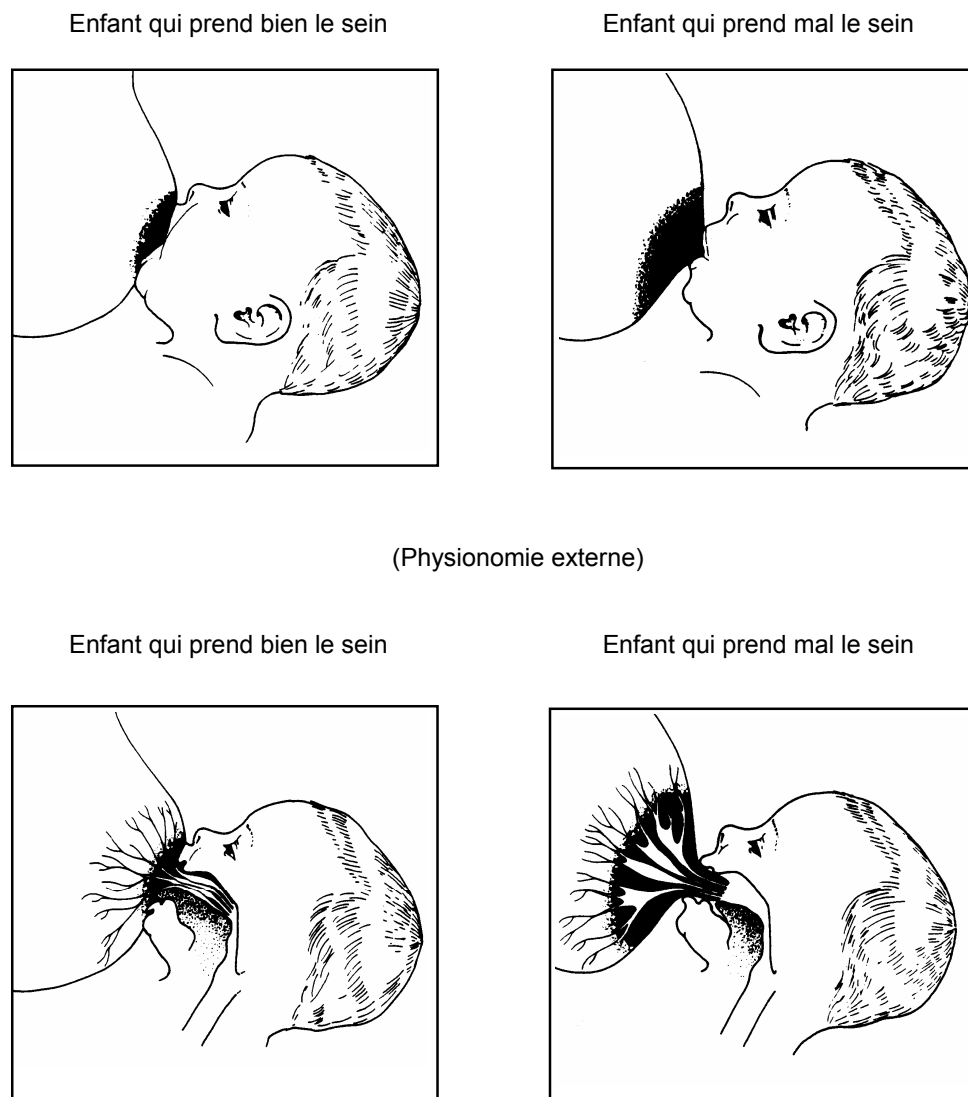 Enfant qui prend bien le sein
Enfant qui prend mal le sein
(Physionomie externe)
Enfant qui prend bien le sein
Enfant qui prend mal le sein